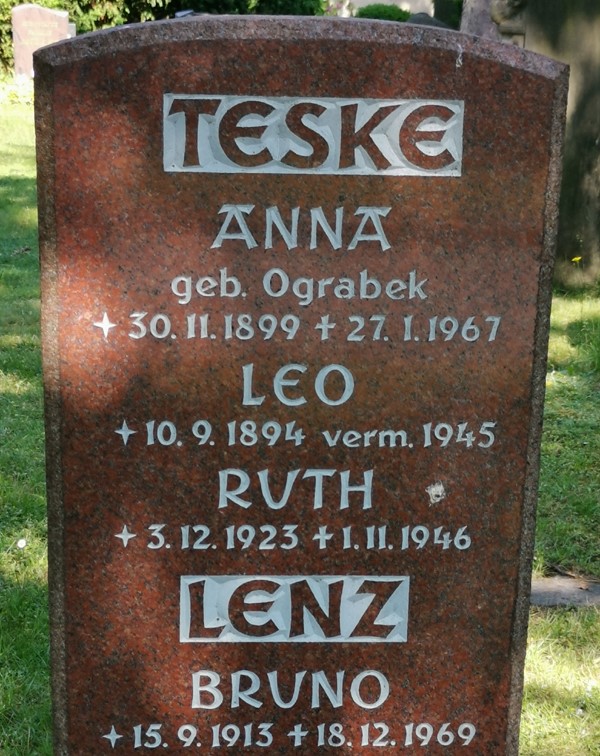 TESKE
ANNA
geb. Ograbek
✦ 30. 11. 1899 ✝ 27. 1. 1967
LEO
✦ 10. 9. 1894 verm. 1945
RUTH
✦ 3. 12. 1923 ✝ 1. 11. 1946
LENZ
BRUNO
✦ 15. 9. 1913 ✝ 18. 12. 1969